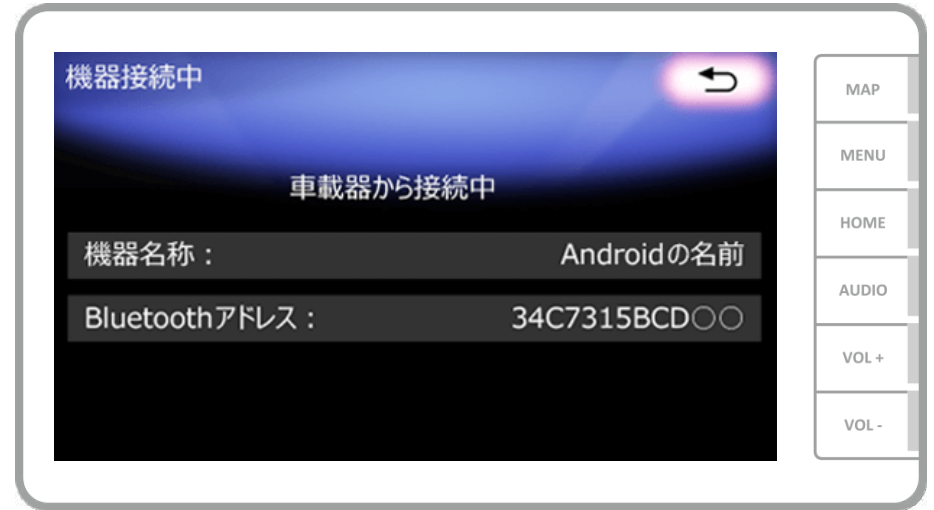 機器接続中
車載器から接続中
機器名称： Androidの名前
Bluetoothアドレス： 34C7315BCD○○
MAP
MENU
HOME
AUDIO
VOL +
VOL -